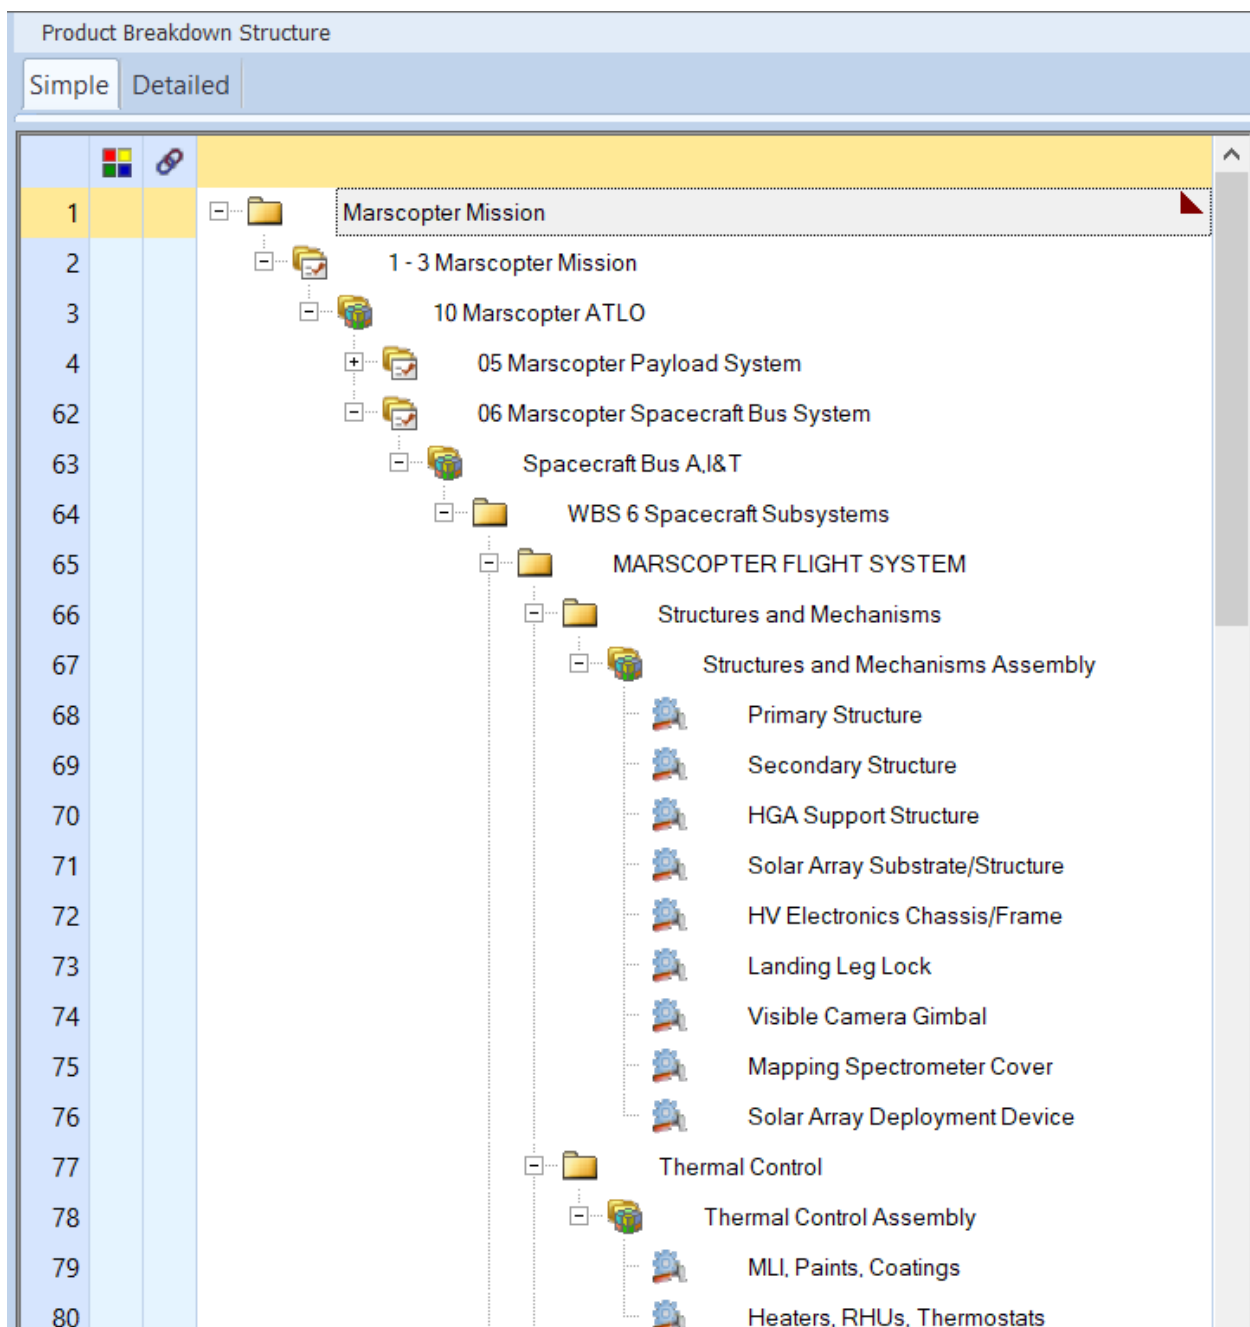 Product Breakdown Structure
Simple Detailed
1 Marscopter Mission
2 1 - 3 Marscopter Mission
3 10 Marscopter ATLO
4 05 Marscopter Payload System
62 06 Marscopter Spacecraft Bus System
63 Spacecraft Bus A,I&T
64 WBS 6 Spacecraft Subsystems
65 MARSCOPTER FLIGHT SYSTEM
66 Structures and Mechanisms
67 Structures and Mechanisms Assembly
68 Primary Structure
69 Secondary Structure
70 HGA Support Structure
71 Solar Array Substrate/Structure
72 HV Electronics Chassis/Frame
73 Landing Leg Lock
74 Visible Camera Gimbal
75 Mapping Spectrometer Cover
76 Solar Array Deployment Device
77 Thermal Control
78 Thermal Control Assembly
79 MLI, Paints, Coatings
80 Heaters, RHUs, Thermostats